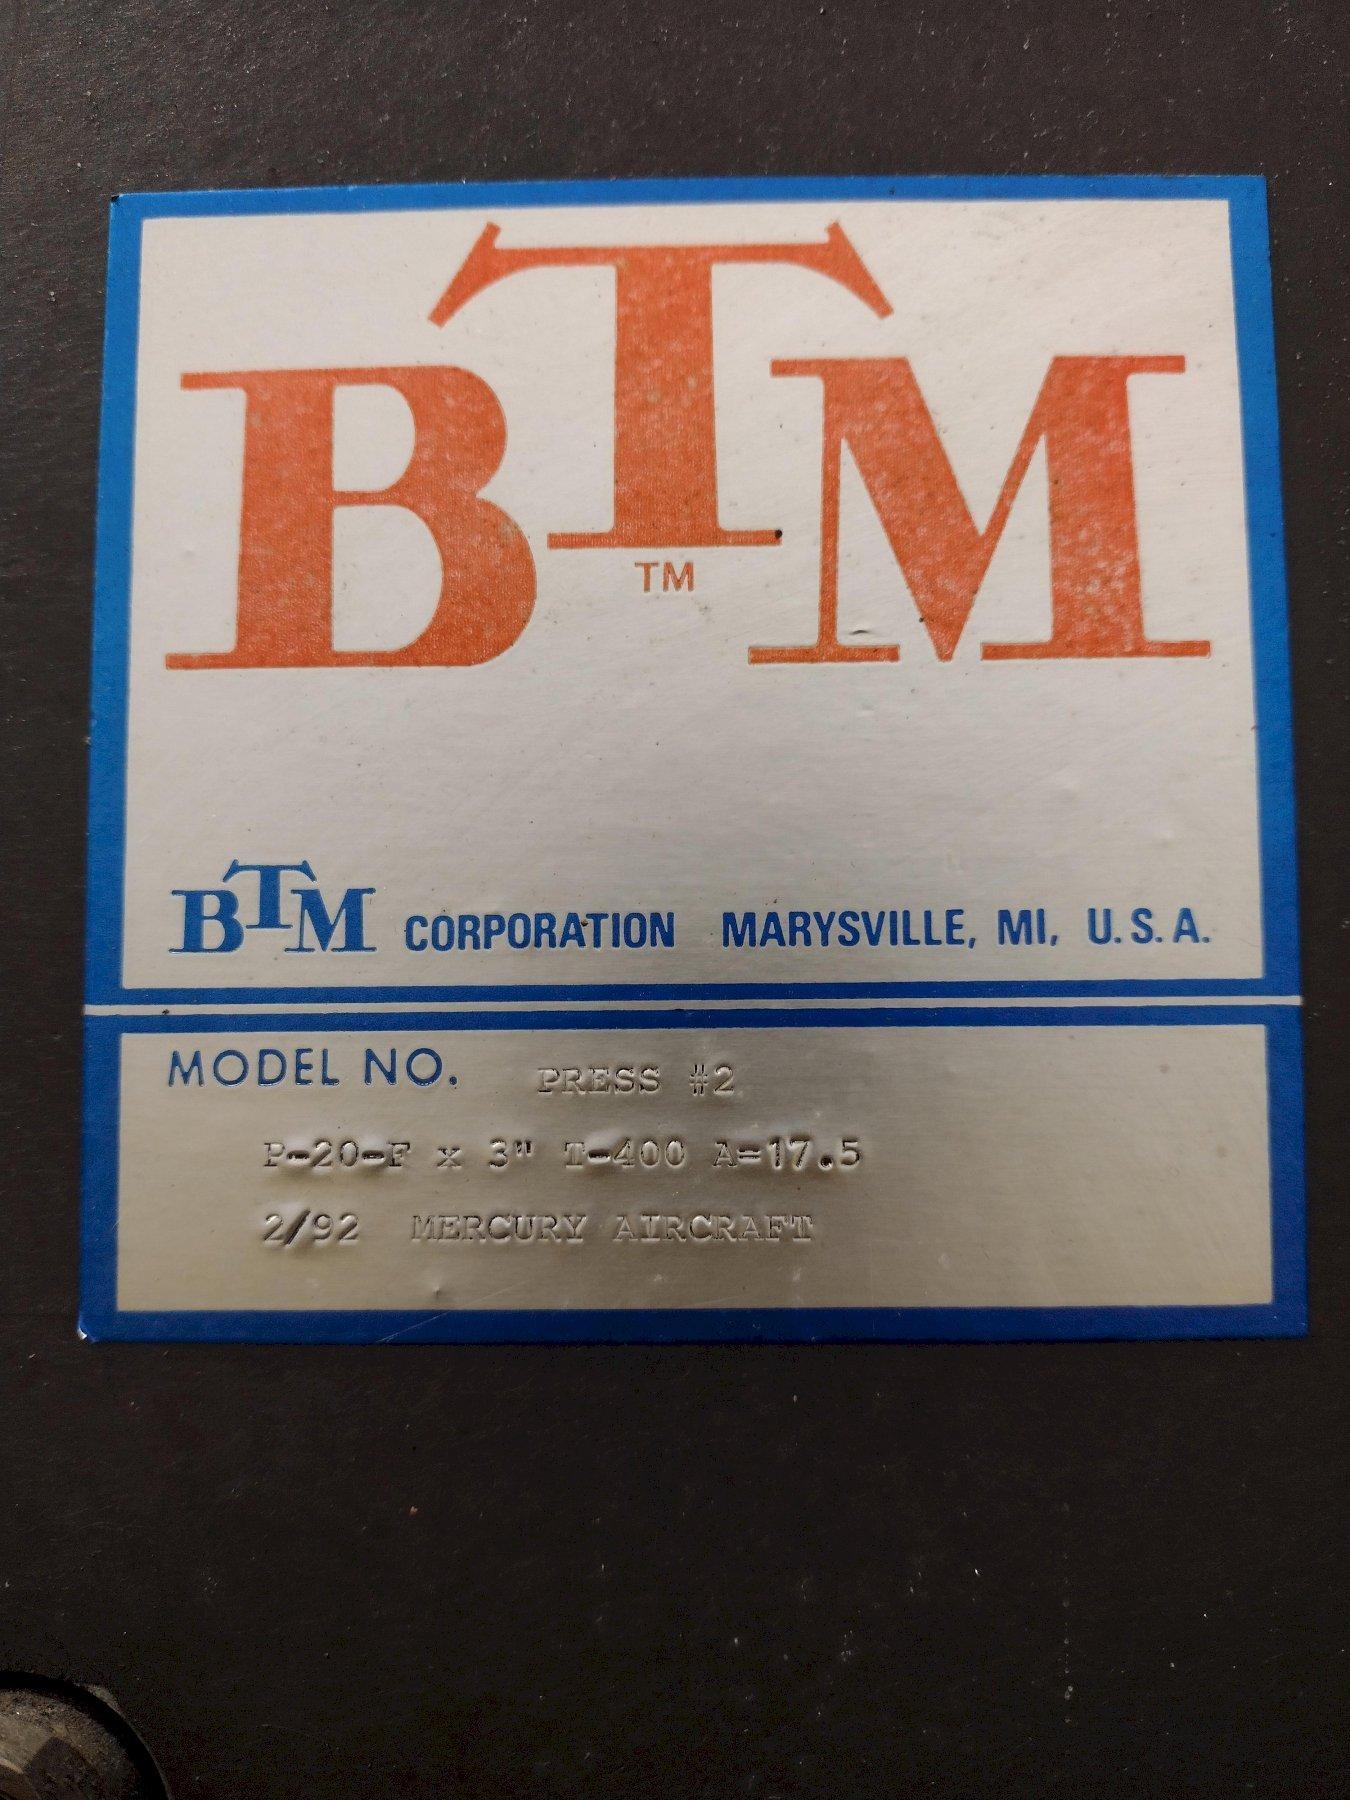 BTM
TM
BTM CORPORATION MARYSVILLE, MI, U.S.A.
MODEL NO. PRESS #2
P-20-F x 3" T-400 A=17.5
2/92 MERCURY AIRCRAFT